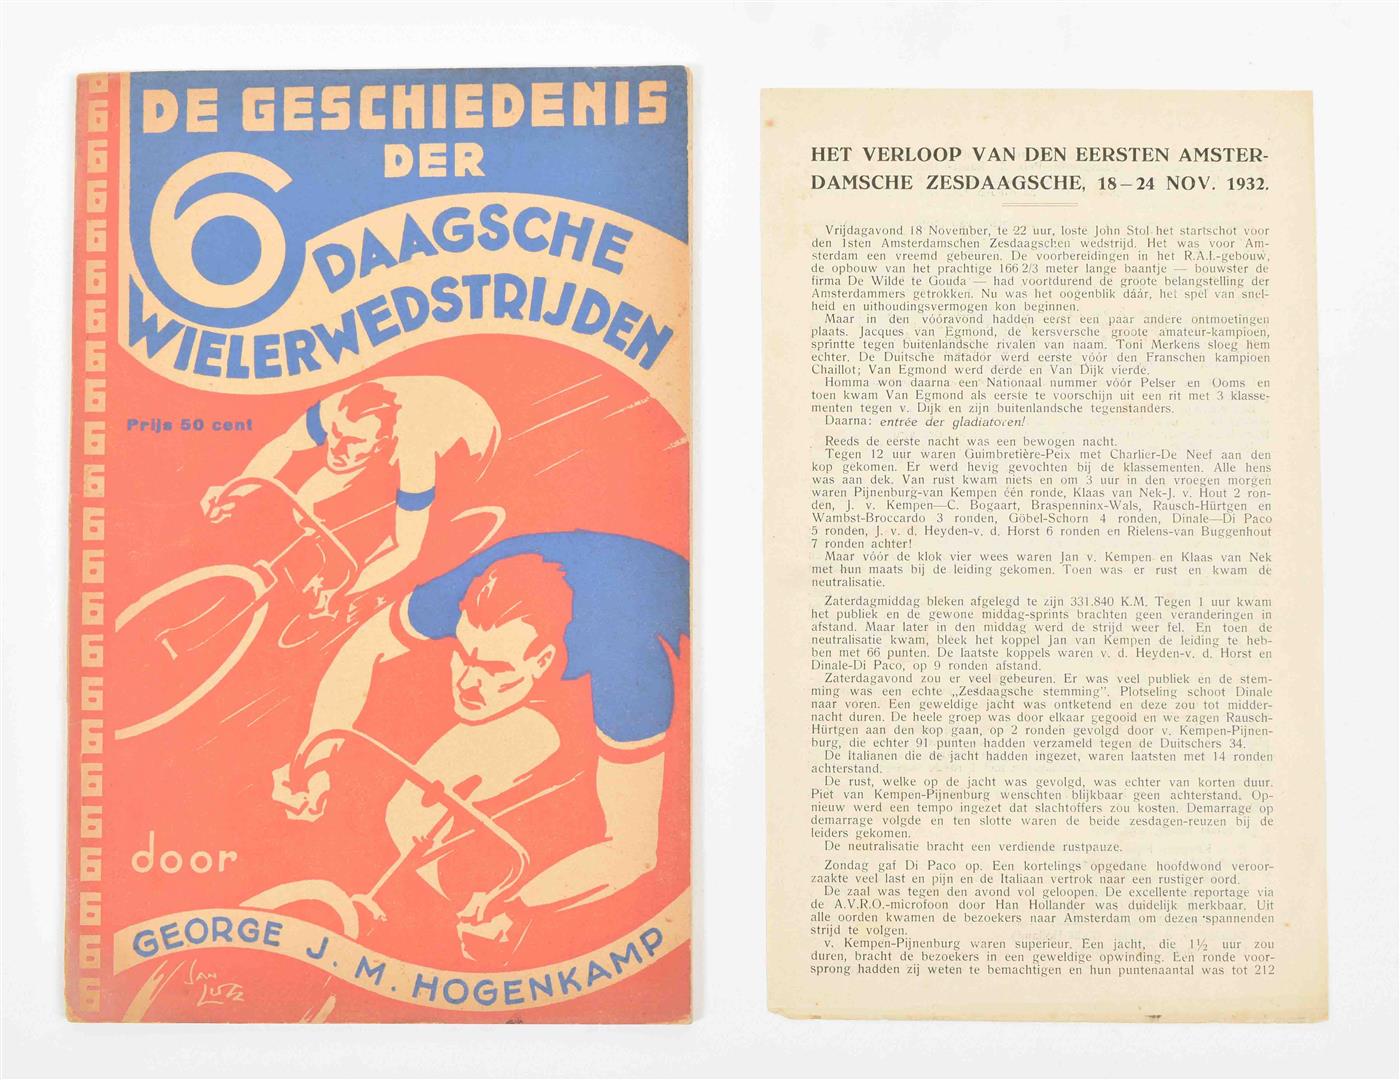 DE GESCHIEDENIS
DER
6 DAAGSCHE
WIELERWEDSTRIJDEN
Prijs 50 cent
door
GEORGE J. M. HOGENKAMP
JAN
LUTZ
HET VERLOOP VAN DEN EERSTEN AMSTER-
DAMSCHE ZESDAAGSCHE, 18–24 NOV. 1932.
Vrijdagavond 18 November, te 22 uur, loste John Stol het startschot voor
den 1sten Amsterdamschen Zesdaagschen wedstrijd. Het was voor Am-
sterdam een vreemd gebeuren. De voorbereidingen in het R.A.I.-gebouw,
de opbouw van het prachtige 166 2/3 meter lange baantje — bouwster de
firma De Wilde te Gouda — had voortdurend de groote belangstelling der
Amsterdammers getrokken. Nu was het oogenblik dáár, het spel van snel-
heid en uithoudingsvermogen kon beginnen.
Maar in den vóóravond hadden eerst een paar andere ontmoetingen
plaats. Jacques van Egmond, de kersversche groote amateur-kampioen,
sprintte tegen buitenlandsche rivalen van naam. Toni Merkens sloeg hem
echter. De Duitsche matador werd eerste vóór den Franschen kampioen
Chaillot; Van Egmond werd derde en Van Dijk vierde.
Homma won daarna een Nationaal nummer vóór Pelser en Ooms en
toen kwam Van Egmond als eerste te voorschijn uit een rit met 3 klasse-
menten tegen v. Dijk en zijn buitenlandsche tegenstanders.
Daarna: entrée der gladiatoren!
Reeds de eerste nacht was een bewogen nacht.
Tegen 12 uur waren Guimbretière-Peix met Charlier-De Neef aan den
kop gekomen. Er werd hevig gevochten bij de klassementen. Alle hens
was aan dek. Van rust kwam niets en om 3 uur in den vroegen morgen
waren Pijnenburg-van Kempen één ronde, Klaas van Nek-J. v. Hout 2 ron-
den, J. v. Kempen—C. Bogaart, Braspenninx-Wals, Rausch-Hürtgen en
Wambst-Broccardo 3 ronden, Göbel-Schorn 4 ronden, Dinale—Di Paco
5 ronden, J. v. d. Heyden-v. d. Horst 6 ronden en Rielens-van Buggenhout
7 ronden achter!
Maar vóór de klok vier wees waren Jan v. Kempen en Klaas van Nek
met hun maats bij de leiding gekomen. Toen was er rust en kwam de
neutralisatie.
Zaterdagmiddag bleken afgelegd te zijn 331.840 K.M. Tegen 1 uur kwam
het publiek en de gewone middag-sprints brachten geen veranderingen in
afstand. Maar later in den middag werd de strijd weer fel. En toen de
neutralisatie kwam, bleek het koppel Jan van Kempen de leiding te heb-
ben met 66 punten. De laatste koppels waren v. d. Heyden-v. d. Horst en
Dinale-Di Paco, op 9 ronden afstand.
Zaterdagavond zou er veel gebeuren. Er was veel publiek en de stem-
ming was een echte „Zesdaagsche stemming”. Plotseling schoot Dinale
naar voren. Een geweldige jacht was ontketend en deze zou tot midder-
nacht duren. De heele groep was door elkaar gegooid en we zagen Rausch-
Hürtgen aan den kop gaan, op 2 ronden gevolgd door v. Kempen-Pijnen-
burg, die echter 91 punten hadden verzameld tegen de Duitschers 34.
De Italianen die de jacht hadden ingezet, waren laatsten met 14 ronden
achterstand.
De rust, welke op de jacht was gevolgd, was echter van korten duur.
Piet van Kempen-Pijnenburg wenschten blijkbaar geen achterstand. Op-
nieuw werd een tempo ingezet dat slachtoffers zou kosten. Demarrage op
demarrage volgde en ten slotte waren de beide zesdagen-reuzen bij de
leiders gekomen.
De neutralisatie bracht een verdiende rustpauze.
Zondag gaf Di Paco op. Een kortelings opgedane hoofdwond veroor-
zaakte veel last en pijn en de Italiaan vertrok naar een rustiger oord.
De zaal was tegen den avond vol geloopen. De excellente reportage via
de A.V.R.O.-microfoon door Han Hollander was duidelijk merkbaar. Uit
alle oorden kwamen de bezoekers naar Amsterdam om dezen spannenden
strijd te volgen.
v. Kempen-Pijnenburg waren superieur. Een jacht, die 1½ uur zou
duren, bracht de bezoekers in een geweldige opwinding. Een ronde voor-
sprong hadden zij weten te bemachtigen en hun puntenaantal was tot 212